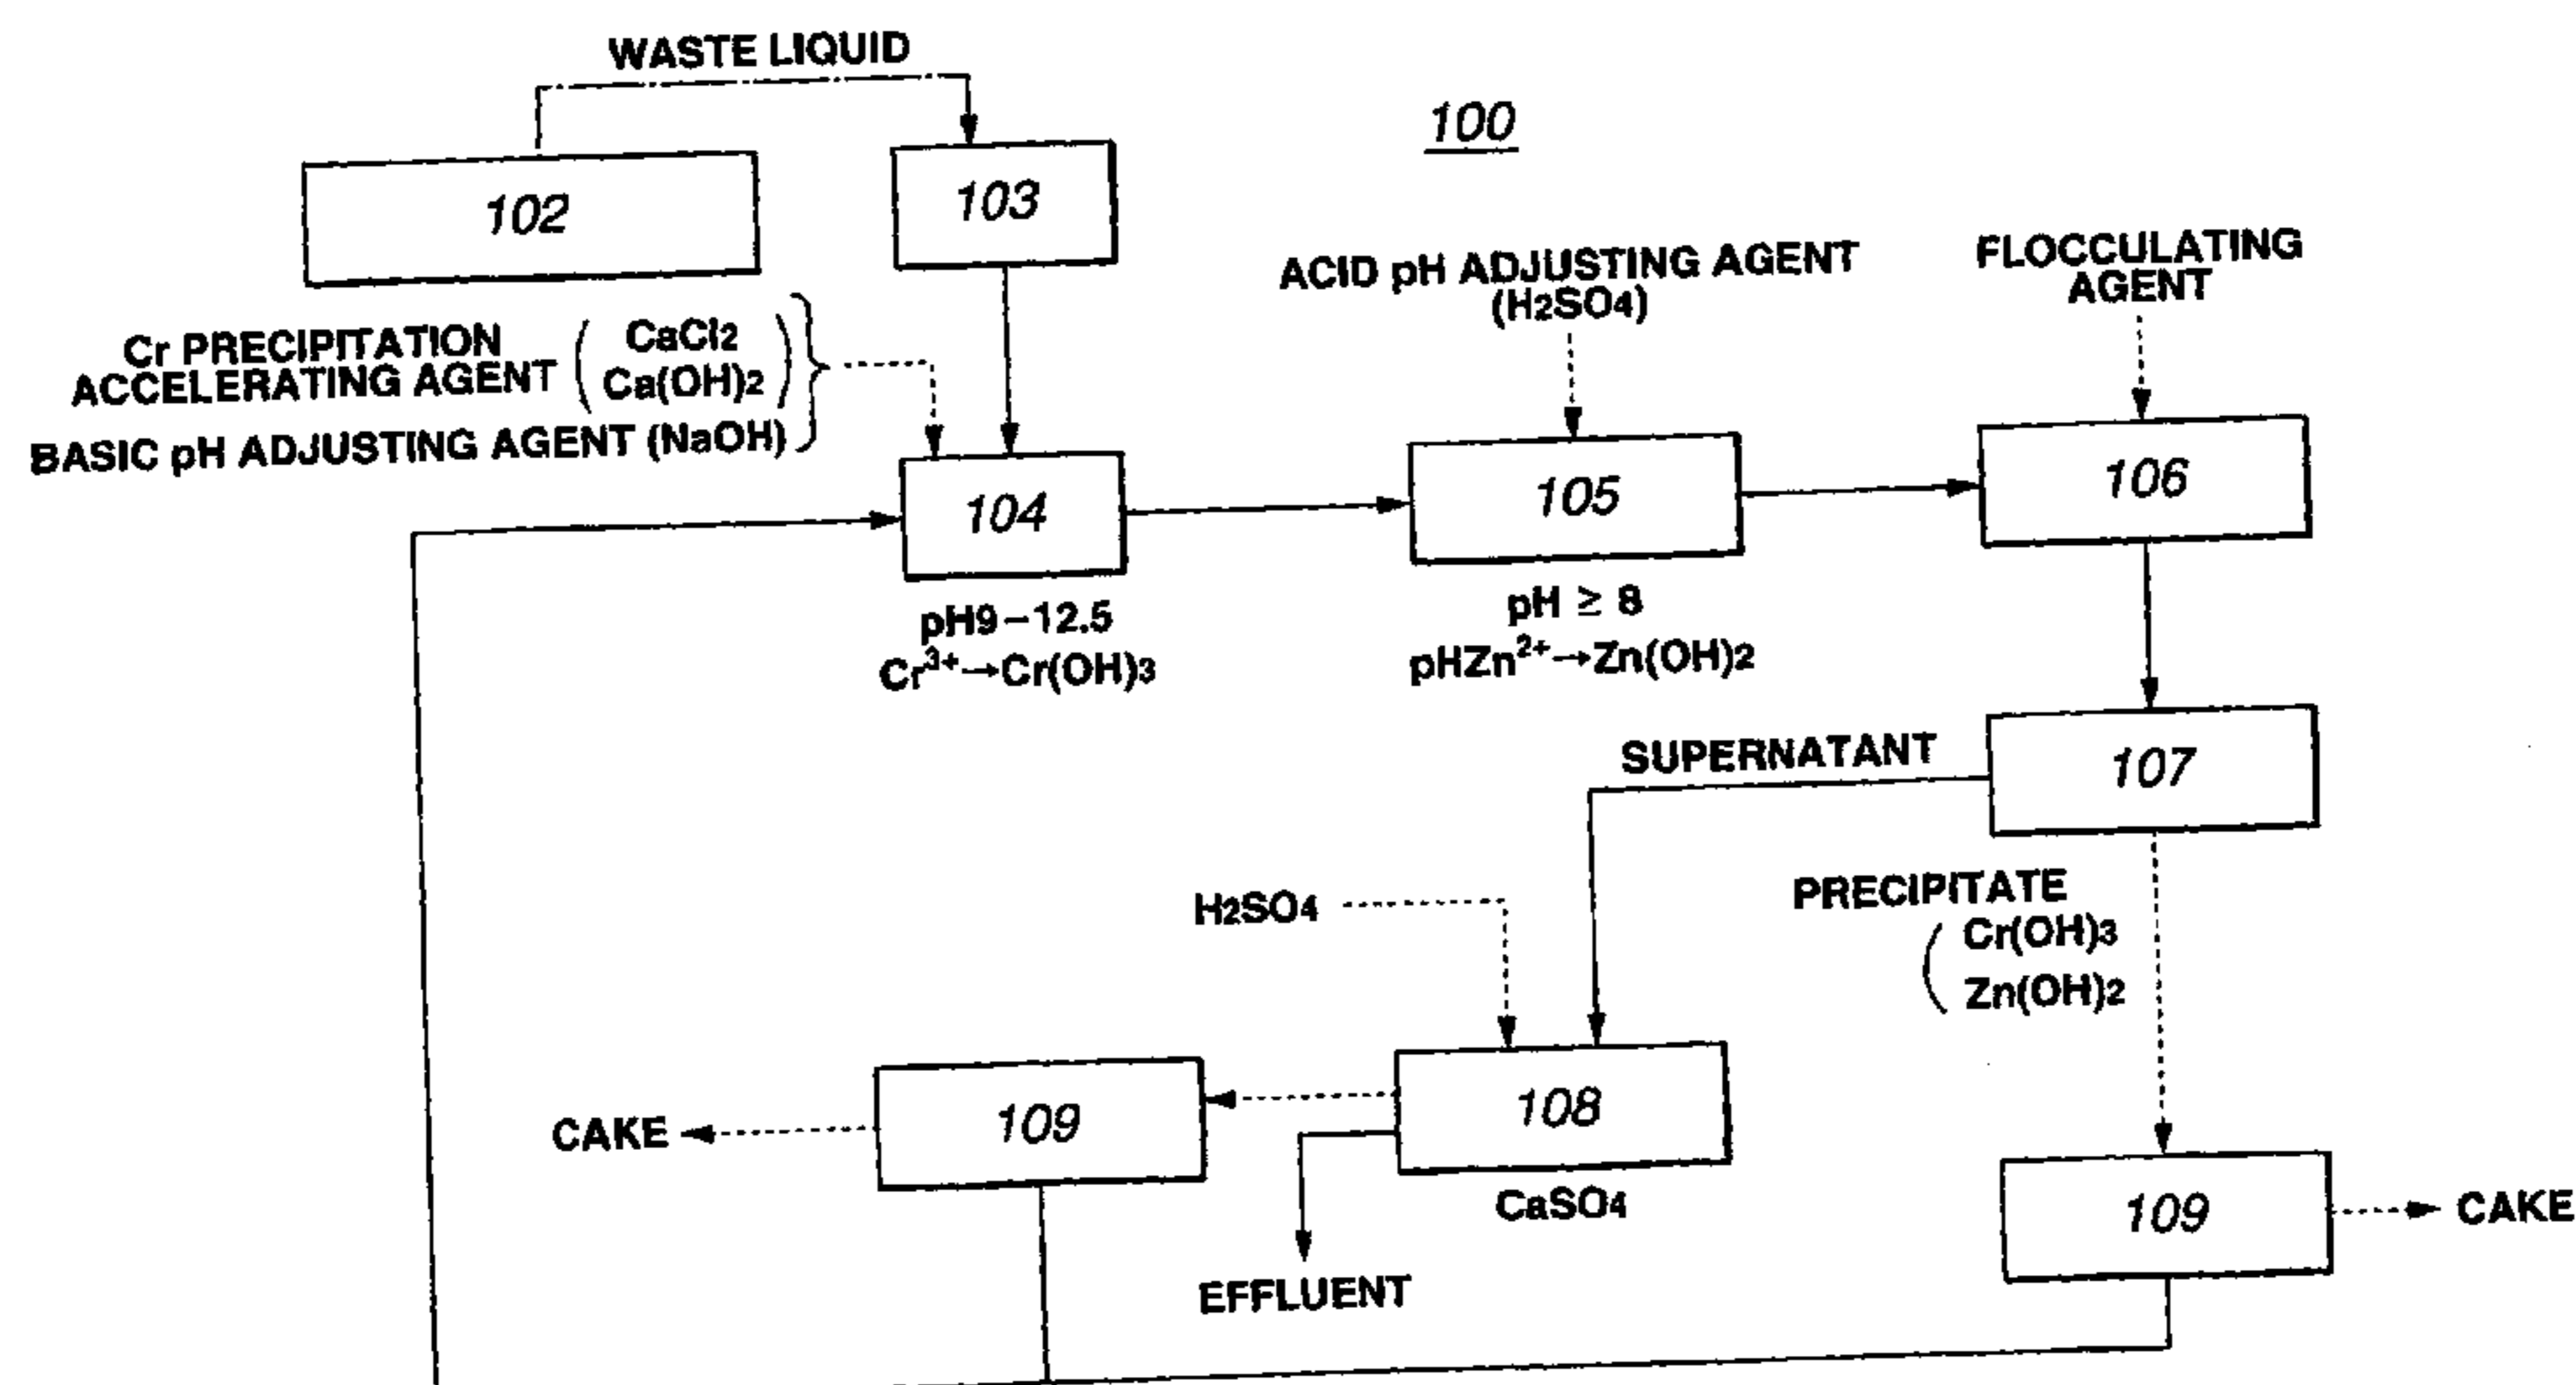 WASTE LIQUID
100
102
103
ACID pH ADJUSTING AGENT
(H2SO4)
FLOCCULATING
AGENT
Cr PRECIPITATION
ACCELERATING AGENT
CaCl2
Ca(OH)2
BASIC pH ADJUSTING AGENT (NaOH)
104
105
106
pH9–12.5
Cr³⁺→Cr(OH)3
pH ≥ 8
pHZn²⁺→Zn(OH)2
SUPERNATANT
107
PRECIPITATE
( Cr(OH)3
Zn(OH)2
H2SO4
CAKE
109
108
CaSO4
EFFLUENT
109
CAKE